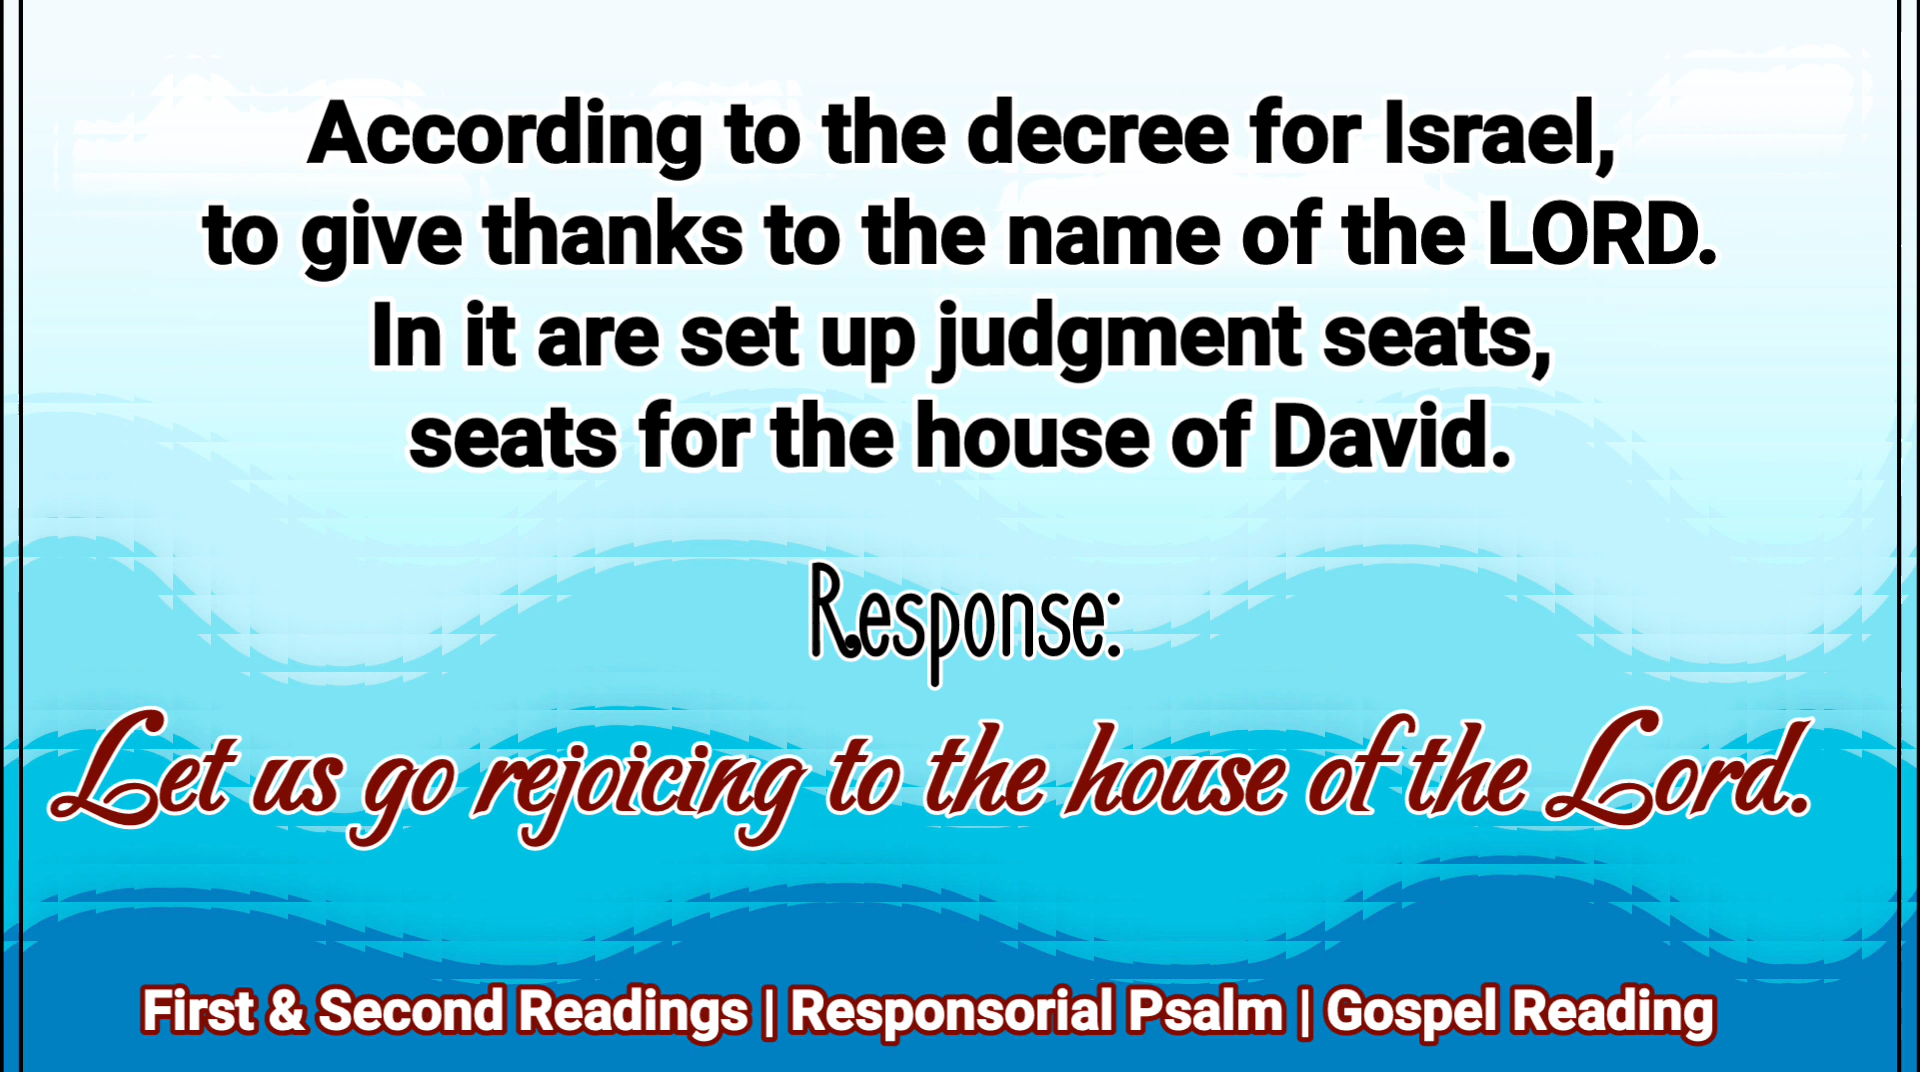 According to the decree for Israel,
to give thanks to the name of the LORD.
In it are set up judgment seats,
seats for the house of David.
Response:
Let us go rejoicing to the house of the Lord.
First & Second Readings | Responsorial Psalm | Gospel Reading